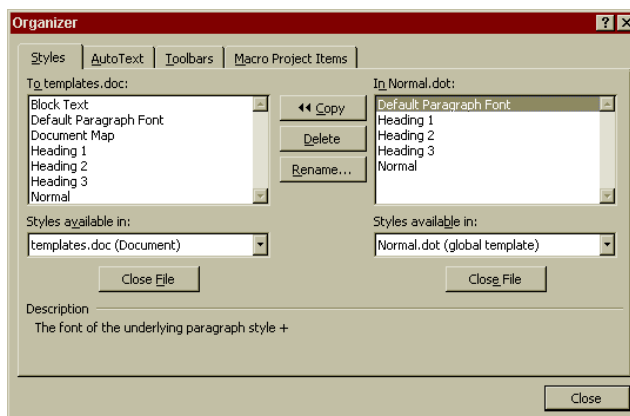 Organizer
Styles
AutoText
Toolbars
Macro Project Items
To templates.doc:
Block Text
Default Paragraph Font
Document Map
Heading 1
Heading 2
Heading 3
Normal
Copy
Delete
Rename...
In Normal.dot:
Default Paragraph Font
Heading 1
Heading 2
Heading 3
Normal
Styles available in:
templates.doc (Document)
Close File
Styles available in:
Normal.dot (global template)
Close File
Description
The font of the underlying paragraph style +
Close